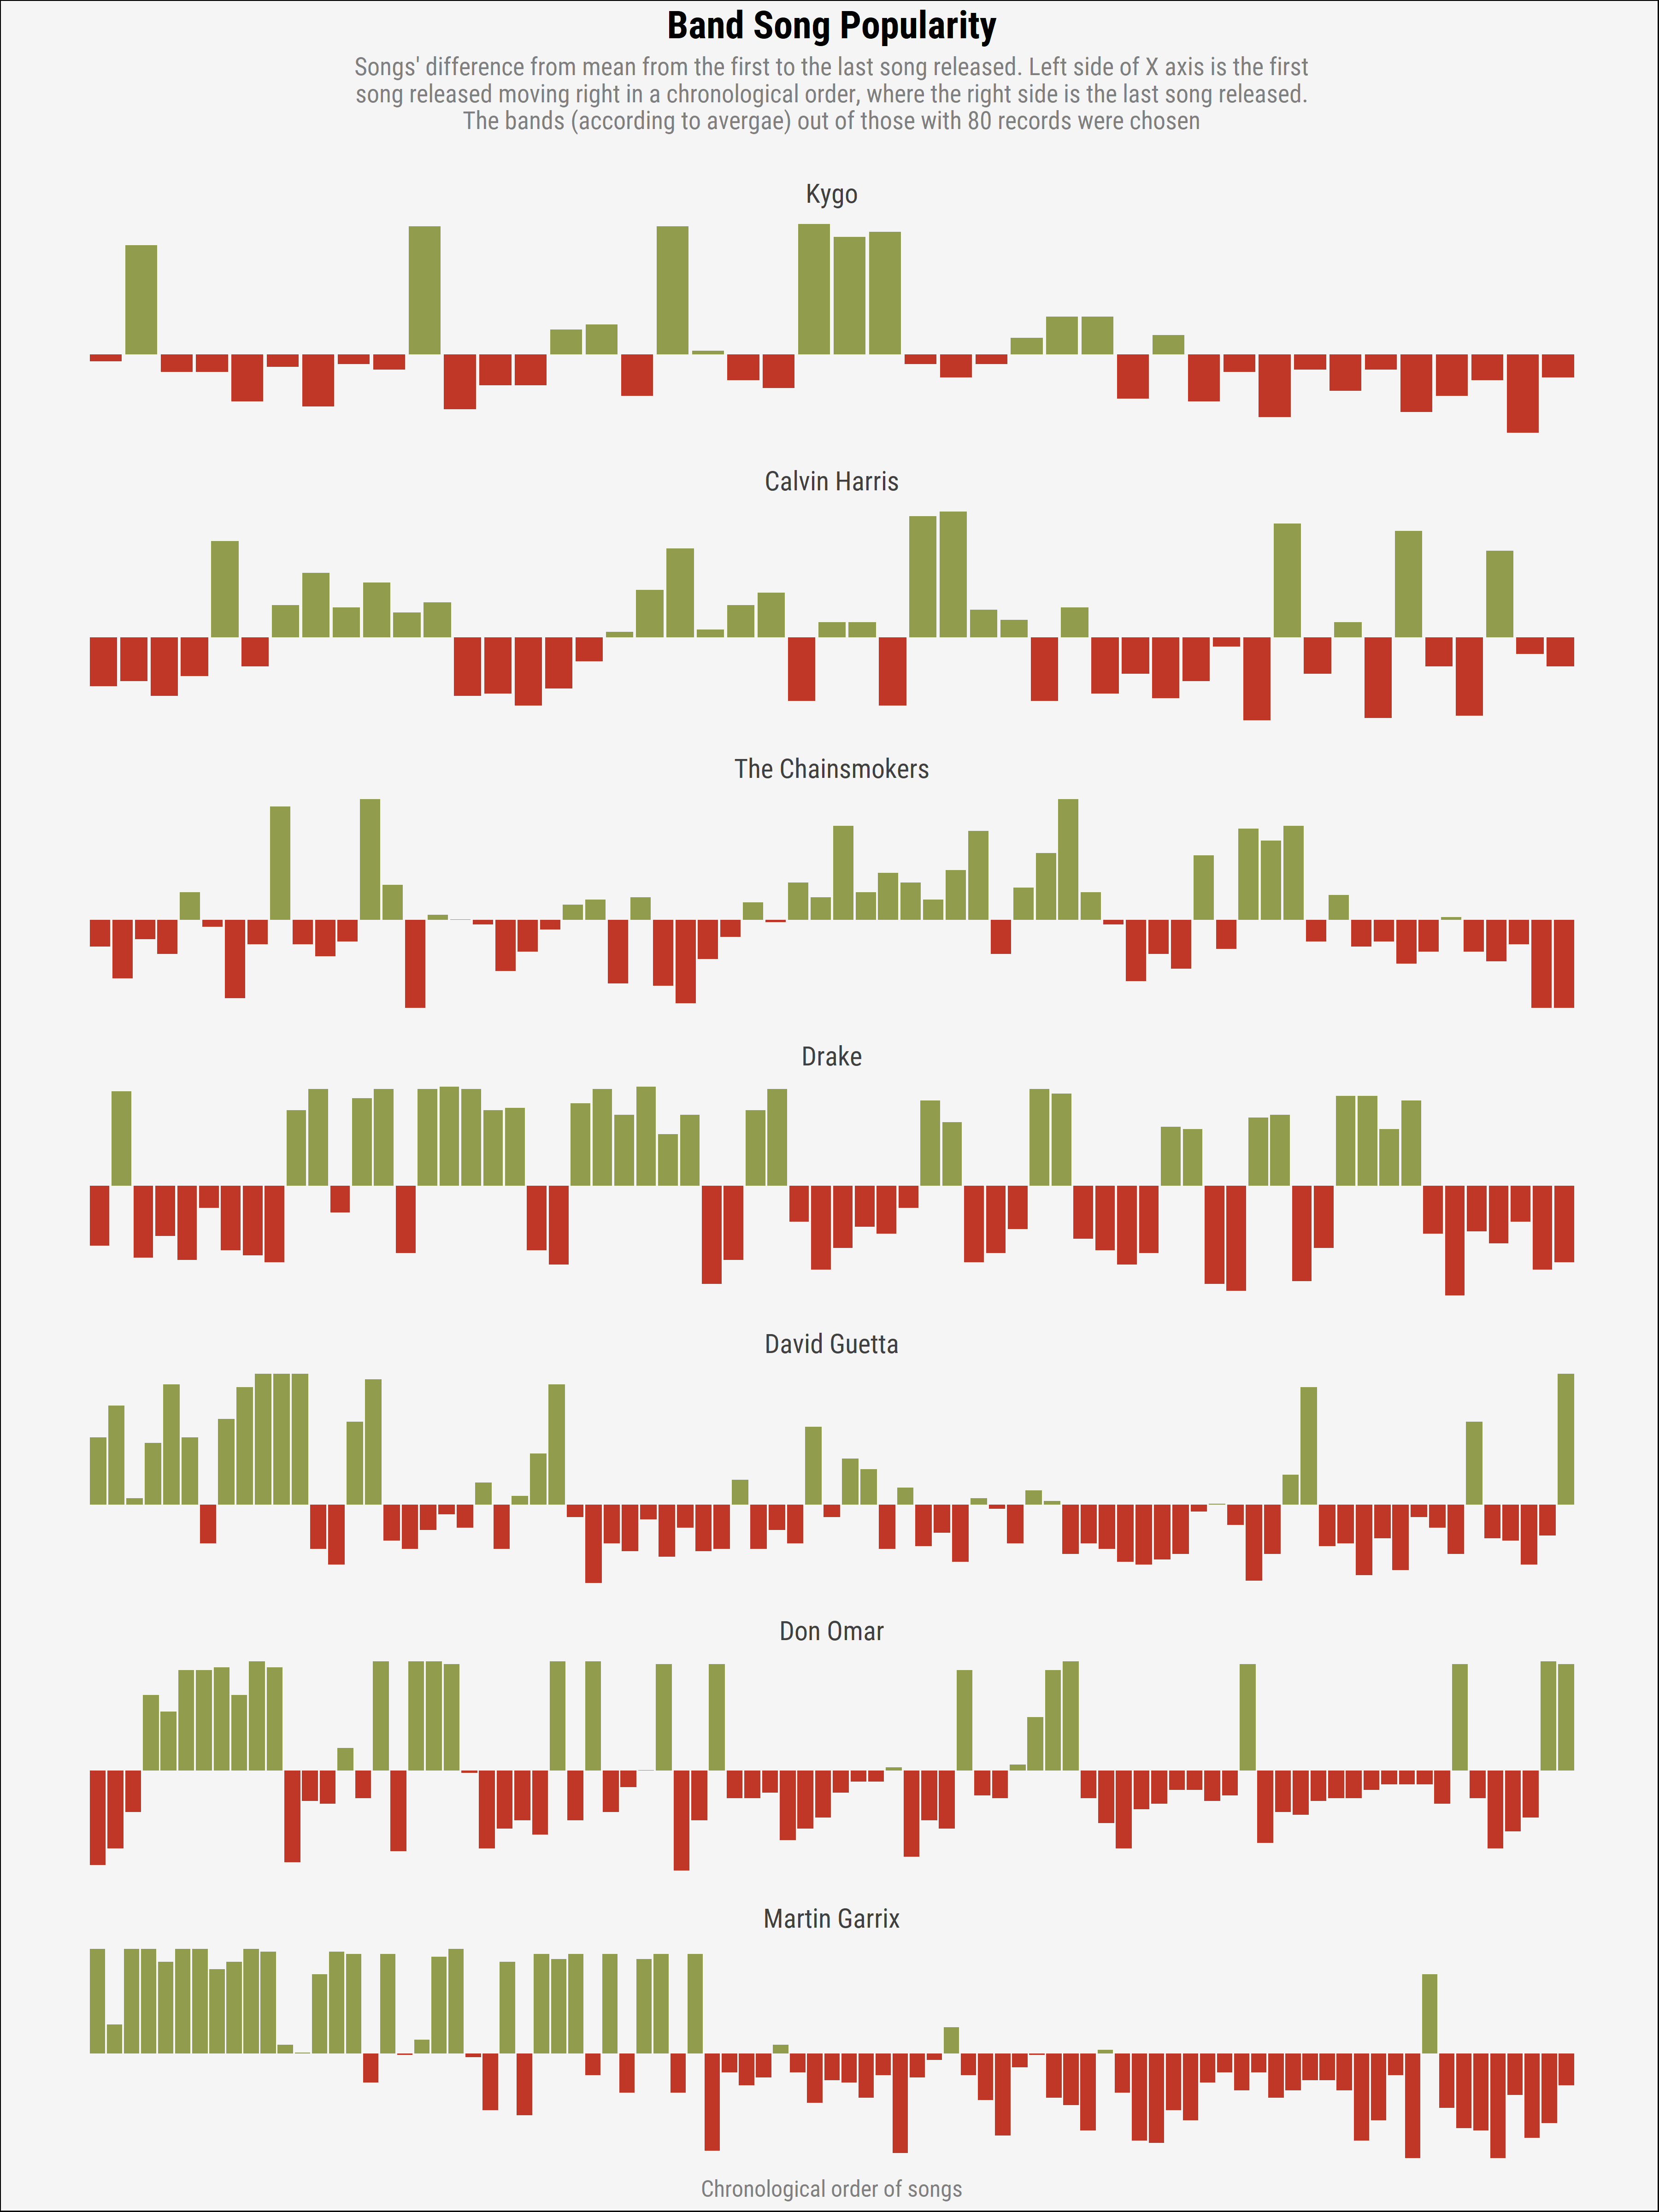 Band Song Popularity
Songs' difference from mean from the first to the last song released. Left side of X axis is the first
song released moving right in a chronological order, where the right side is the last song released.
The bands (according to avergae) out of those with 80 records were chosen
Kygo
Calvin Harris
The Chainsmokers
Drake
David Guetta
Don Omar
Martin Garrix
Chronological order of songs